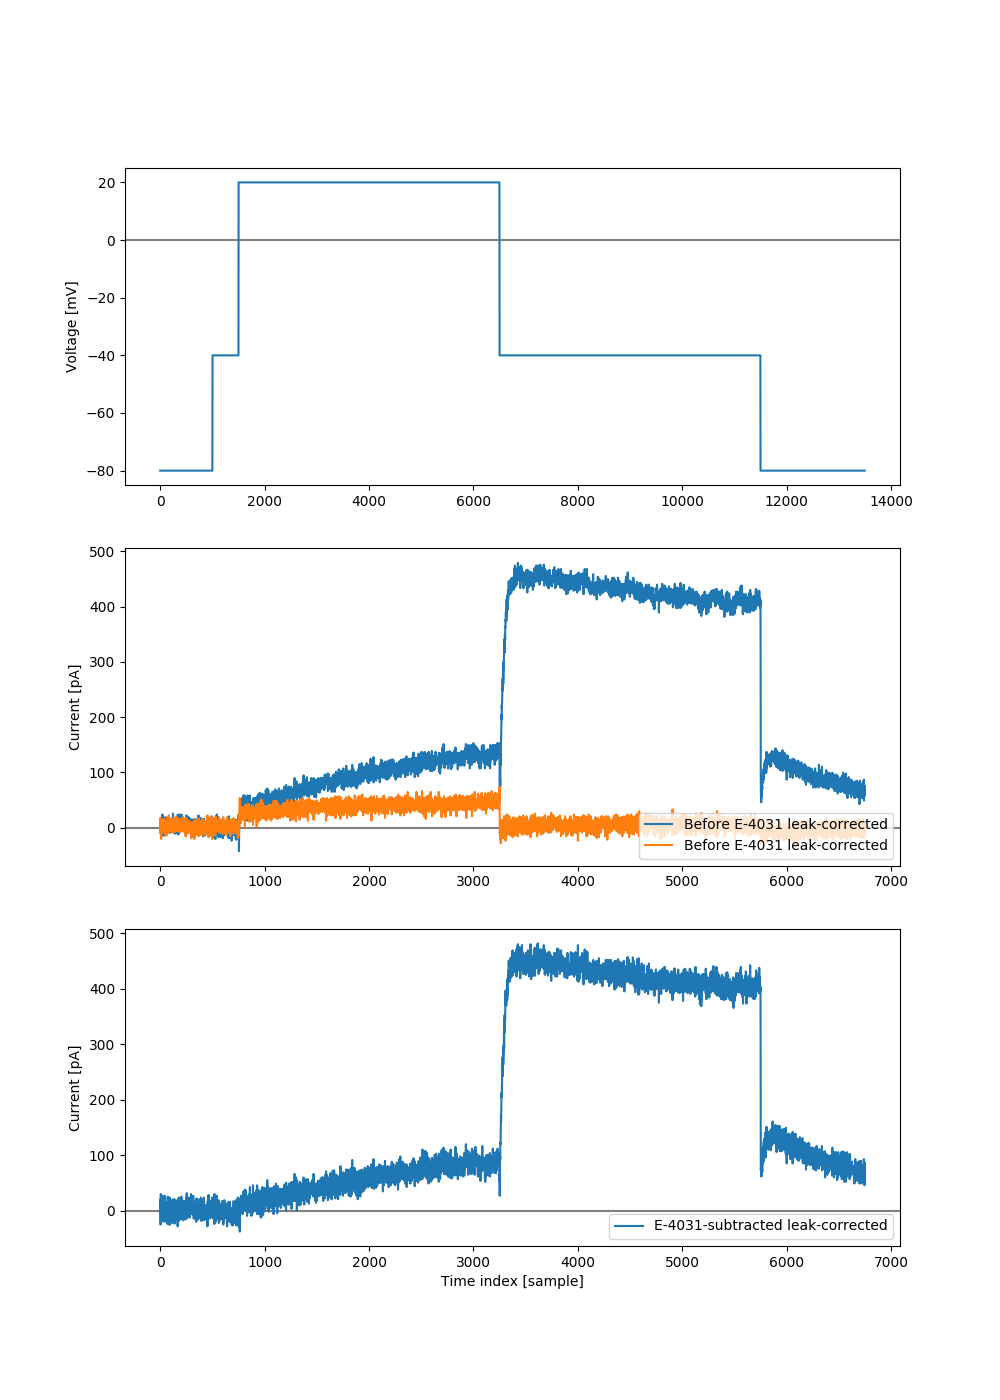 Voltage [mV]
20
0
−20
−40
−60
−80
0 2000 4000 6000 8000 10000 12000 14000
Current [pA]
500
400
300
200
100
0
Before E-4031 leak-corrected
Before E-4031 leak-corrected
0 1000 2000 3000 4000 5000 6000 7000
Current [pA]
500
400
300
200
100
0
E-4031-subtracted leak-corrected
0 1000 2000 3000 4000 5000 6000 7000
Time index [sample]